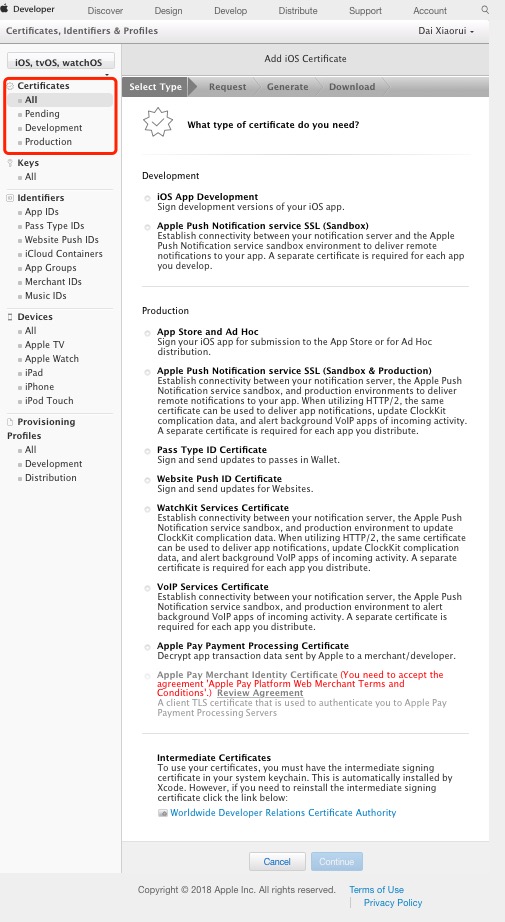 Developer
Discover
Design
Develop
Distribute
Support
Account
Certificates, Identifiers & Profiles
Dai Xiaorui
iOS, tvOS, watchOS
Certificates
All
Pending
Development
Production
Keys
All
Identifiers
App IDs
Pass Type IDs
Website Push IDs
iCloud Containers
App Groups
Merchant IDs
Music IDs
Devices
All
Apple TV
Apple Watch
iPad
iPhone
iPod Touch
Provisioning
Profiles
All
Development
Distribution
Add iOS Certificate
Select Type
Request
Generate
Download
What type of certificate do you need?
Development
iOS App Development
Sign development versions of your iOS app.
Apple Push Notification service SSL (Sandbox)
Establish connectivity between your notification server and the Apple
Push Notification service sandbox environment to deliver remote
notifications to your app. A separate certificate is required for each app
you develop.
Production
App Store and Ad Hoc
Sign your iOS app for submission to the App Store or for Ad Hoc
distribution.
Apple Push Notification service SSL (Sandbox & Production)
Establish connectivity between your notification server, the Apple Push
Notification service sandbox, and production environments to deliver
remote notifications to your app. When utilizing HTTP/2, the same
certificate can be used to deliver app notifications, update ClockKit
complication data, and alert background VoIP apps of incoming activity.
A separate certificate is required for each app you distribute.
Pass Type ID Certificate
Sign and send updates to passes in Wallet.
Website Push ID Certificate
Sign and send updates for Websites.
WatchKit Services Certificate
Establish connectivity between your notification server, the Apple Push
Notification service sandbox, and production environment to update
ClockKit complication data. When utilizing HTTP/2, the same certificate
can be used to deliver app notifications, update ClockKit complication
data, and alert background VoIP apps of incoming activity. A separate
certificate is required for each app you distribute.
VoIP Services Certificate
Establish connectivity between your notification server, the Apple Push
Notification service sandbox, and production environment to alert
background VoIP apps of incoming activity. A separate certificate is
required for each app you distribute.
Apple Pay Payment Processing Certificate
Decrypt app transaction data sent by Apple to a merchant/developer.
Apple Pay Merchant Identity Certificate (You need to accept the
agreement 'Apple Pay Platform Web Merchant Terms and
Conditions'.) Review Agreement
A client TLS certificate that is used to authenticate you to Apple Pay
Payment Processing Servers
Intermediate Certificates
To use your certificates, you must have the intermediate signing
certificate in your system keychain. This is automatically installed by
Xcode. However, if you need to reinstall the intermediate signing
certificate click the link below:
Worldwide Developer Relations Certificate Authority
Cancel
Continue
Copyright © 2018 Apple Inc. All rights reserved.
Terms of Use
Privacy Policy